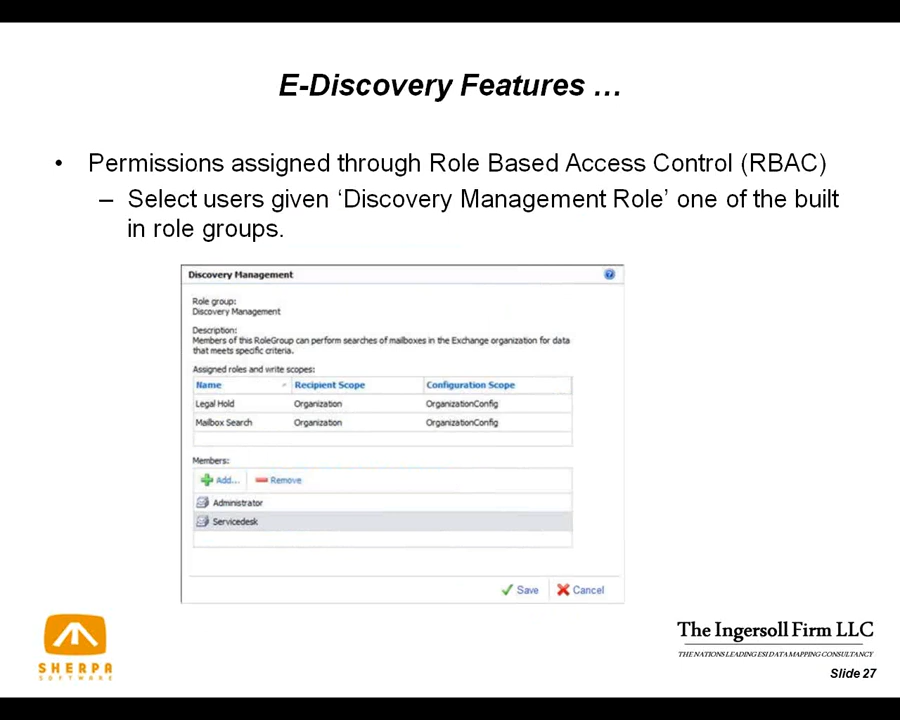 E-Discovery Features …
• Permissions assigned through Role Based Access Control (RBAC)
– Select users given ‘Discovery Management Role’ one of the built
in role groups.
Discovery Management
Role group:
Discovery Management
Description:
Members of this RoleGroup can perform searches of mailboxes in the Exchange organization for data
that meets specific criteria.
Assigned roles and write scopes:
Name Recipient Scope Configuration Scope
Legal Hold Organization OrganizationConfig
Mailbox Search Organization OrganizationConfig
Members:
Add... Remove
Administrator
Servicedesk
Save Cancel
SHERPA
SOFTWARE
The Ingersoll Firm LLC
THE NATIONS LEADING ESI DATA MAPPING CONSULTANCY
Slide 27